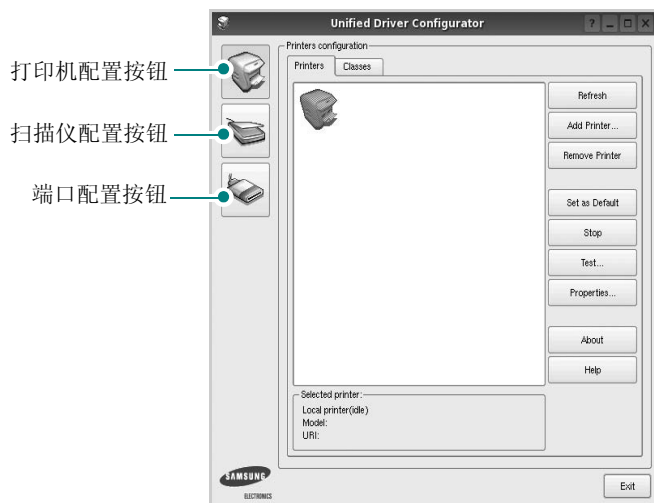 Unified Driver Configurator
打印机配置按钮
扫描仪配置按钮
端口配置按钮
Printers configuration
Printers
Classes
Refresh
Add Printer...
Remove Printer
Set as Default
Stop
Test...
Properties...
About
Help
Selected printer:
Local printer(idle)
Model:
URI:
SAMSUNG
ELECTRONICS
Exit